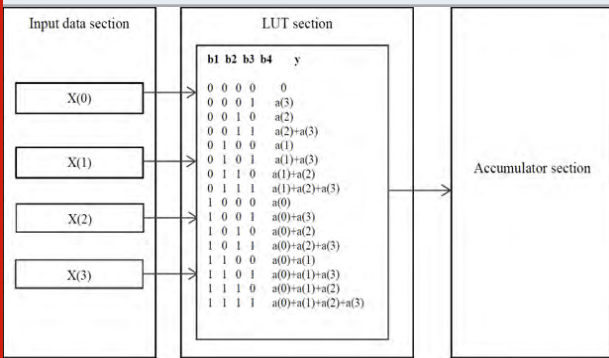 Input data section
LUT section
b1 b2 b3 b4 y
0 0 0 0 0
0 0 0 1 a(3)
0 0 1 0 a(2)
0 0 1 1 a(2)+a(3)
0 1 0 0 a(1)
0 1 0 1 a(1)+a(3)
0 1 1 0 a(1)+a(2)
0 1 1 1 a(1)+a(2)+a(3)
1 0 0 0 a(0)
1 0 0 1 a(0)+a(3)
1 0 1 0 a(0)+a(2)
1 0 1 1 a(0)+a(2)+a(3)
1 1 0 0 a(0)+a(1)
1 1 0 1 a(0)+a(1)+a(3)
1 1 1 0 a(0)+a(1)+a(2)
1 1 1 1 a(0)+a(1)+a(2)+a(3)
X(0)
X(1)
X(2)
X(3)
Accumulator section